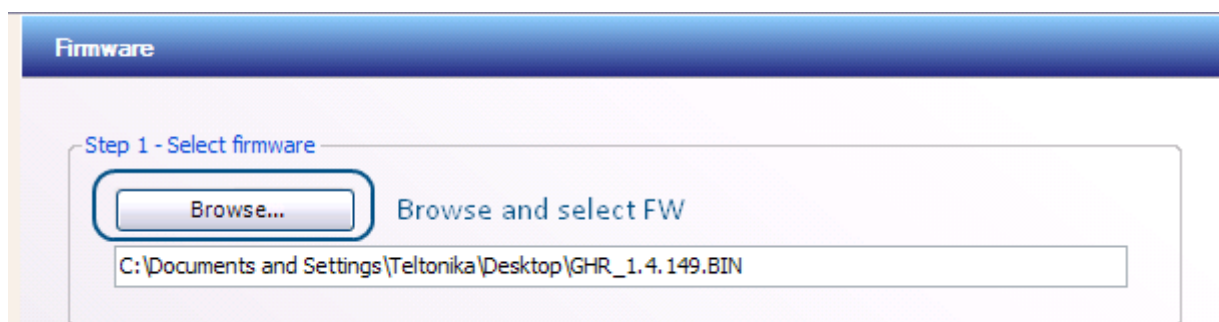 Firmware
Step 1 - Select firmware
Browse... Browse and select FW
C:\Documents and Settings\Teltonika\Desktop\GHR_1.4.149.BIN